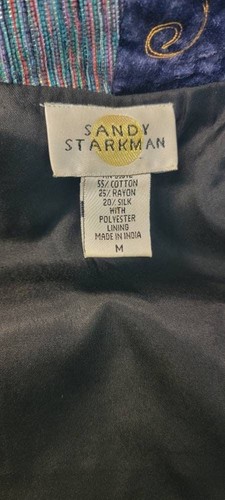 SANDY
STARKMAN
55% COTTON
25% RAYON
20% SILK
WITH
POLYESTER
LINING
MADE IN INDIA
M